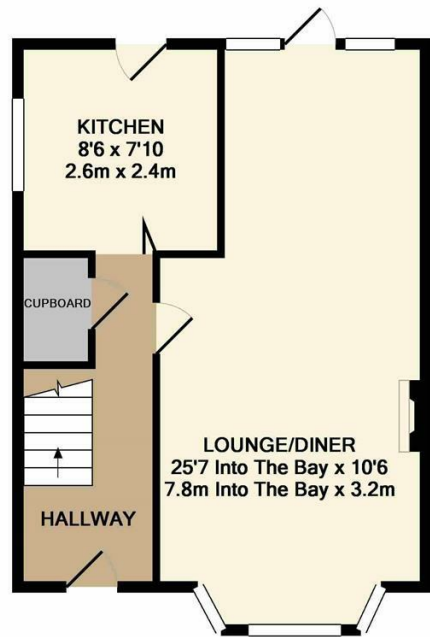 KITCHEN
8'6 x 7'10
2.6m x 2.4m
CUPBOARD
LOUNGE/DINER
25'7 Into The Bay x 10'6
7.8m Into The Bay x 3.2m
HALLWAY